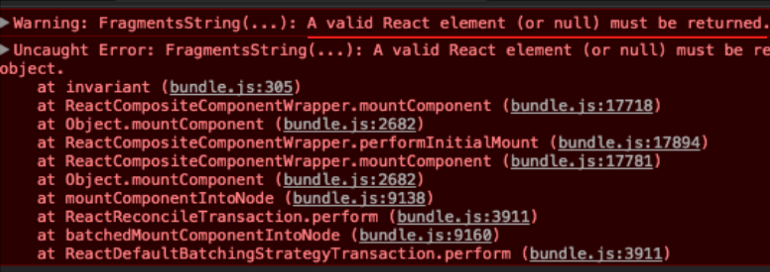 ▶Warning: FragmentsString(...): A valid React element (or null) must be returned.
▶Uncaught Error: FragmentsString(...): A valid React element (or null) must be re
object.
at invariant (bundle.js:305)
at ReactCompositeComponentWrapper.mountComponent (bundle.js:17718)
at Object.mountComponent (bundle.js:2682)
at ReactCompositeComponentWrapper.performInitialMount (bundle.js:17894)
at ReactCompositeComponentWrapper.mountComponent (bundle.js:17781)
at Object.mountComponent (bundle.js:2682)
at mountComponentIntoNode (bundle.js:9138)
at ReactReconcileTransaction.perform (bundle.js:3911)
at batchedMountComponentIntoNode (bundle.js:9160)
at ReactDefaultBatchingStrategyTransaction.perform (bundle.js:3911)